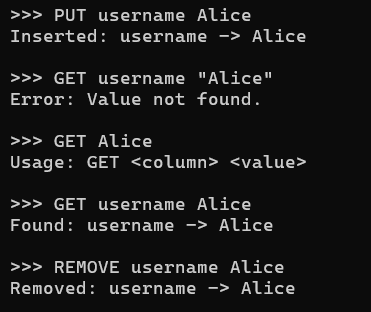 >>> PUT username Alice
Inserted: username -> Alice
>>> GET username "Alice"
Error: Value not found.
>>> GET Alice
Usage: GET <column> <value>
>>> GET username Alice
Found: username -> Alice
>>> REMOVE username Alice
Removed: username -> Alice